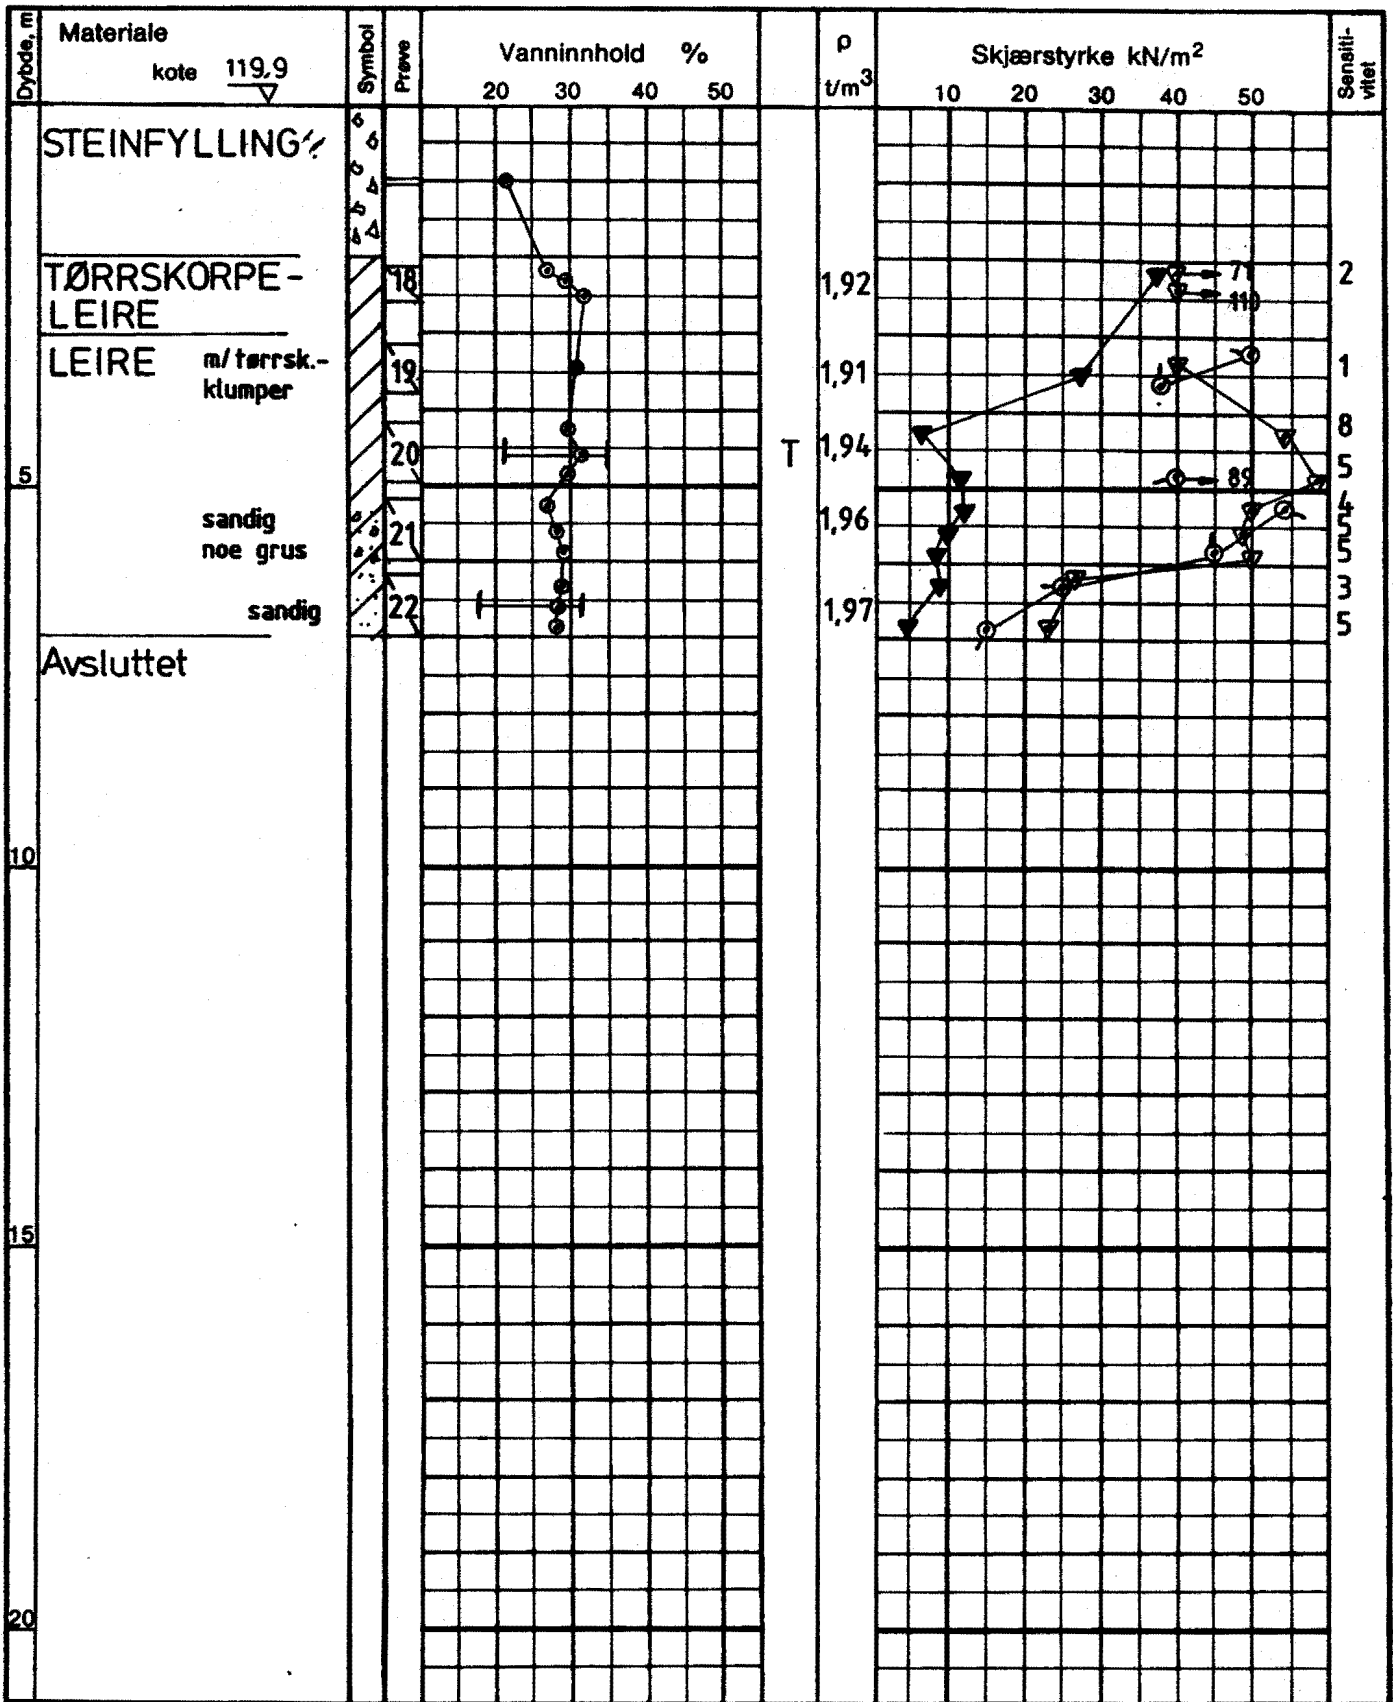 Dybde, m
Materiale
kote 119,9
Symbol
Prøve
Vanninnhold %
20 30 40 50
ρ
t/m³
Skjærstyrke kN/m²
10 20 30 40 50
Sensiti-
vitet
STEINFYLLING
TØRRSKORPE-
LEIRE
18
1,92
71
110
2
LEIRE m/tørrsk.-
klumper
19
1,91
1
20
T
1,94
8
5
89
5
sandig
noe grus
21
1,96
4
5
5
3
sandig
22
1,97
5
Avsluttet
10
15
20